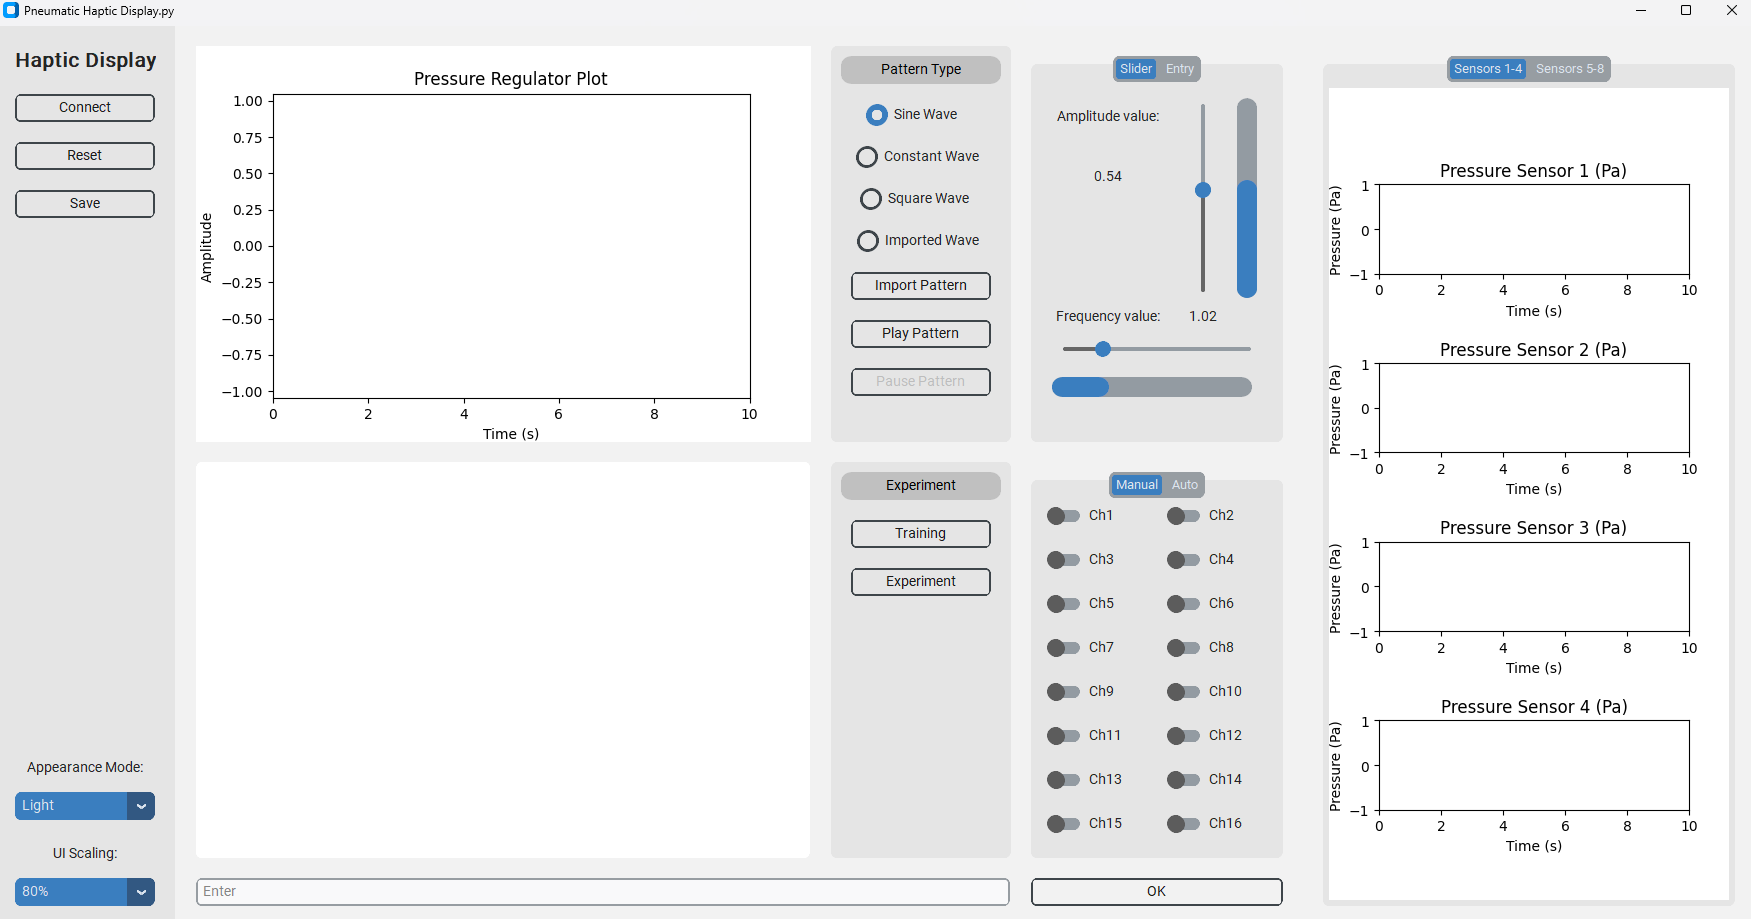 Pneumatic Haptic Display.py
Haptic Display
Connect
Reset
Save
Appearance Mode:
Light
UI Scaling:
80%
Pressure Regulator Plot
Amplitude
1.00
0.75
0.50
0.25
0.00
−0.25
−0.50
−0.75
−1.00
0 2 4 6 8 10
Time (s)
Pattern Type
Sine Wave
Constant Wave
Square Wave
Imported Wave
Import Pattern
Play Pattern
Pause Pattern
Slider Entry
Amplitude value:
0.54
Frequency value: 1.02
Experiment
Training
Experiment
Manual Auto
Ch1 Ch2
Ch3 Ch4
Ch5 Ch6
Ch7 Ch8
Ch9 Ch10
Ch11 Ch12
Ch13 Ch14
Ch15 Ch16
Enter
OK
Sensors 1-4 Sensors 5-8
Pressure Sensor 1 (Pa)
Pressure (Pa)
1
0
−1
0 2 4 6 8 10
Time (s)
Pressure Sensor 2 (Pa)
Pressure (Pa)
1
0
−1
0 2 4 6 8 10
Time (s)
Pressure Sensor 3 (Pa)
Pressure (Pa)
1
0
−1
0 2 4 6 8 10
Time (s)
Pressure Sensor 4 (Pa)
Pressure (Pa)
1
0
−1
0 2 4 6 8 10
Time (s)